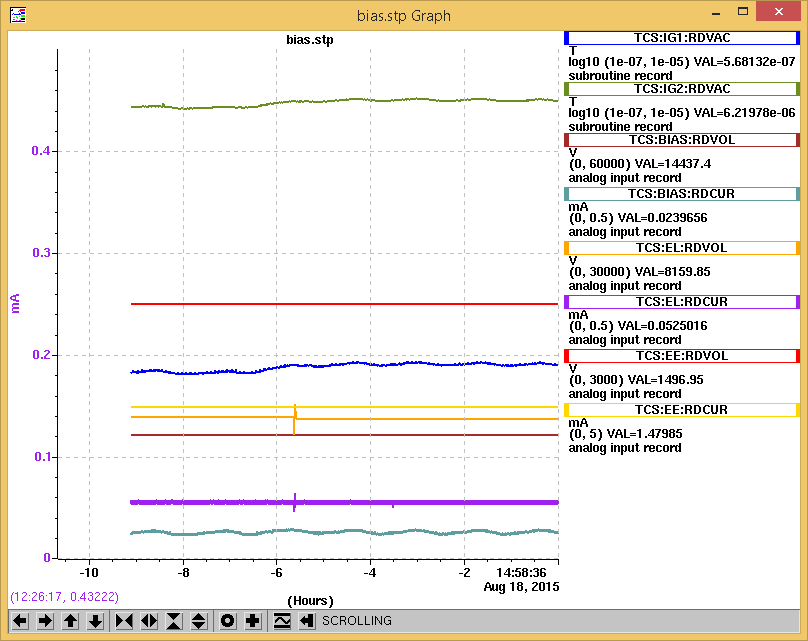 bias.stp Graph
bias.stp
0.4
0.3
0.2
0.1
0
mA
-10
-8
-6
-4
-2
14:58:36
Aug 18, 2015
(Hours)
(12:26:17, 0.43222)
SCROLLING
TCS:IG1:RDVAC
T
log10 (1e-07, 1e-05) VAL=5.68132e-07
subroutine record
TCS:IG2:RDVAC
T
log10 (1e-07, 1e-05) VAL=6.21978e-06
subroutine record
TCS:BIAS:RDVOL
V
(0, 60000) VAL=14437.4
analog input record
TCS:BIAS:RDCUR
mA
(0, 0.5) VAL=0.0239656
analog input record
TCS:EL:RDVOL
V
(0, 30000) VAL=8159.85
analog input record
TCS:EL:RDCUR
mA
(0, 0.5) VAL=0.0525016
analog input record
TCS:EE:RDVOL
V
(0, 3000) VAL=1496.95
analog input record
TCS:EE:RDCUR
mA
(0, 5) VAL=1.47985
analog input record